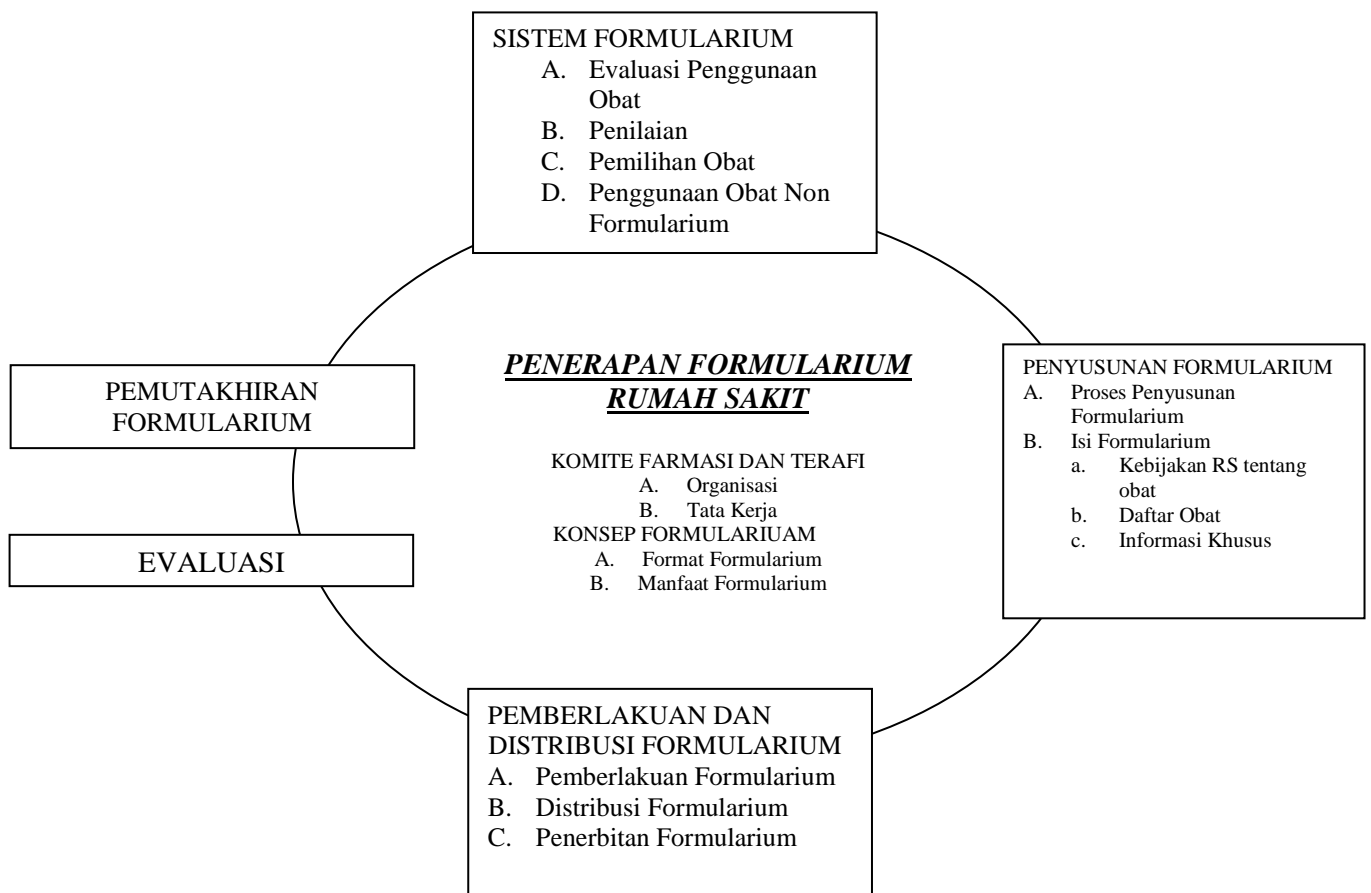 SISTEM FORMULARIUM
A. Evaluasi Penggunaan
Obat
B. Penilaian
C. Pemilihan Obat
D. Penggunaan Obat Non
Formularium
PENERAPAN FORMULARIUM
RUMAH SAKIT
KOMITE FARMASI DAN TERAFI
A. Organisasi
B. Tata Kerja
KONSEP FORMULARIUAM
A. Format Formularium
B. Manfaat Formularium
PENYUSUNAN FORMULARIUM
A. Proses Penyusunan
Formularium
B. Isi Formularium
a. Kebijakan RS tentang
obat
b. Daftar Obat
c. Informasi Khusus
PEMBERLAKUAN DAN
DISTRIBUSI FORMULARIUM
A. Pemberlakuan Formularium
B. Distribusi Formularium
C. Penerbitan Formularium
EVALUASI
PEMUTAKHIRAN
FORMULARIUM